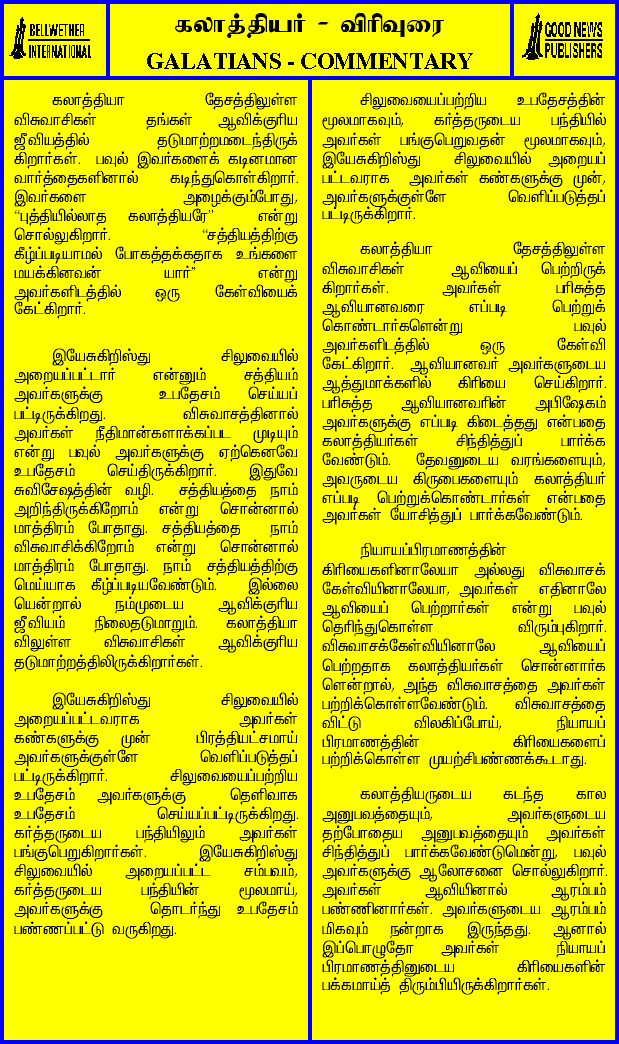 BELLWETHER
INTERNATIONAL
கலாத்தியர் - விரிவுரை
GALATIANS - COMMENTARY
GOOD NEWS
PUBLISHERS
கலாத்தியா தேசத்திலுள்ள
விசுவாசிகள் தங்கள் ஆவிக்குரிய
ஜீவியத்தில் தடுமாற்றமடைந்திருக்
கிறார்கள். பவுல் இவர்களைக் கடினமான
வார்த்தைகளினால் கடிந்துகொள்கிறார்.
இவர்களை அழைக்கும்போது,
“புத்தியில்லாத கலாத்தியரே” என்று
சொல்லுகிறார். “சத்தியத்திற்கு
கீழ்ப்படியாமல் போகத்தக்கதாக உங்களை
மயக்கினவன் யார்” என்று
அவர்களிடத்தில் ஒரு கேள்வியைக்
கேட்கிறார்.
இயேசுகிறிஸ்து சிலுவையில்
அறையப்பட்டார் என்னும் சத்தியம்
அவர்களுக்கு உபதேசம் செய்யப்
பட்டிருக்கிறது. விசுவாசத்தினால்
அவர்கள் நீதிமான்களாக்கப்பட முடியும்
என்று பவுல் அவர்களுக்கு ஏற்கெனவே
உபதேசம் செய்திருக்கிறார். இதுவே
சுவிசேஷத்தின் வழி. சத்தியத்தை நாம்
அறிந்திருக்கிறோம் என்று சொன்னால்
மாத்திரம் போதாது. சத்தியத்தை நாம்
விசுவாசிக்கிறோம் என்று சொன்னால்
மாத்திரம் போதாது. நாம் சத்தியத்திற்கு
மெய்யாக கீழ்ப்படியவேண்டும். இல்லை
யென்றால் நம்முடைய ஆவிக்குரிய
ஜீவியம் நிலைதடுமாறும். கலாத்தியா
விலுள்ள விசுவாசிகள் ஆவிக்குரிய
தடுமாற்றத்திலிருக்கிறார்கள்.
இயேசுகிறிஸ்து சிலுவையில்
அறையப்பட்டவராக அவர்கள்
கண்களுக்கு முன் பிரத்தியட்சமாய்
அவர்களுக்குள்ளே வெளிப்படுத்தப்
பட்டிருக்கிறார். சிலுவையைப்பற்றிய
உபதேசம் அவர்களுக்கு தெளிவாக
உபதேசம் செய்யப்பட்டிருக்கிறது.
கர்த்தருடைய பந்தியிலும் அவர்கள்
பங்குபெறுகிறார்கள். இயேசுகிறிஸ்து
சிலுவையில் அறையப்பட்ட சம்பவம்,
கர்த்தருடைய பந்தியின் மூலமாய்,
அவர்களுக்கு தொடர்ந்து உபதேசம்
பண்ணப்பட்டு வருகிறது.
சிலுவையைப்பற்றிய உபதேசத்தின்
மூலமாகவும், கர்த்தருடைய பந்தியில்
அவர்கள் பங்குபெறுவதன் மூலமாகவும்,
இயேசுகிறிஸ்து சிலுவையில் அறையப்
பட்டவராக அவர்கள் கண்களுக்கு முன்,
அவர்களுக்குள்ளே வெளிப்படுத்தப்
பட்டிருக்கிறார்.
கலாத்தியா தேசத்திலுள்ள
விசுவாசிகள் ஆவியைப் பெற்றிருக்
கிறார்கள். அவர்கள் பரிசுத்த
ஆவியானவரை எப்படி பெற்றுக்
கொண்டார்களென்று பவுல்
அவர்களிடத்தில் ஒரு கேள்வி
கேட்கிறார். ஆவியானவர் அவர்களுடைய
ஆத்துமாக்களில் கிரியை செய்கிறார்.
பரிசுத்த ஆவியானவரின் அபிஷேகம்
அவர்களுக்கு எப்படி கிடைத்தது என்பதை
கலாத்தியர்கள் சிந்தித்துப் பார்க்க
வேண்டும். தேவனுடைய வரங்களையும்,
அவருடைய கிருபைகளையும் கலாத்தியர்
எப்படி பெற்றுக்கொண்டார்கள் என்பதை
அவர்கள் யோசித்துப் பார்க்கவேண்டும்.
நியாயப்பிரமாணத்தின்
கிரியைகளினாலேயோ அல்லது விசுவாசக்
கேள்வியினாலேயோ, அவர்கள் எதினாலே
ஆவியைப் பெற்றார்கள் என்று பவுல்
தெரிந்துகொள்ள விரும்புகிறார்.
விசுவாசக்கேள்வியினாலே ஆவியைப்
பெற்றதாக கலாத்தியர்கள் சொன்னார்க
ளென்றால், அந்த விசுவாசத்தை அவர்கள்
பற்றிக்கொள்ளவேண்டும். விசுவாசத்தை
விட்டு விலகிப்போய், நியாயப்
பிரமாணத்தின் கிரியைகளைப்
பற்றிக்கொள்ள முயற்சிபண்ணக்கூடாது.
கலாத்தியருடைய கடந்த கால
அனுபவத்தையும், அவர்களுடைய
தற்போதைய அனுபவத்தையும் அவர்கள்
சிந்தித்துப் பார்க்கவேண்டுமென்று, பவுல்
அவர்களுக்கு ஆலோசனை சொல்லுகிறார்.
அவர்கள் ஆவியினால் ஆரம்பம்
பண்ணினார்கள். அவர்களுடைய ஆரம்பம்
மிகவும் நன்றாக இருந்தது. ஆனால்
இப்பொழுதோ அவர்கள் நியாயப்
பிரமாணத்தினுடைய கிரியைகளின்
பக்கமாய்த் திரும்பியிருக்கிறார்கள்.